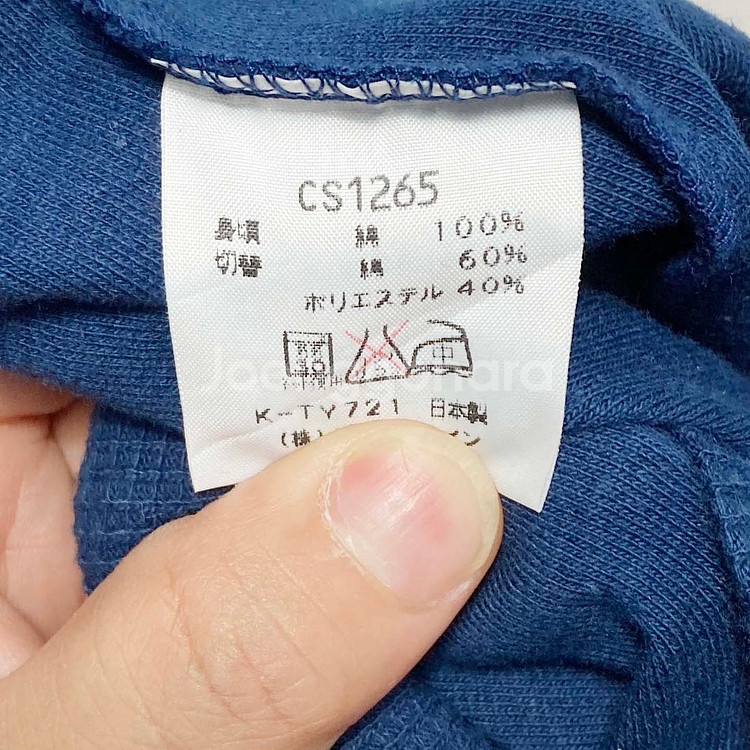 CS1265
身頃 綿 100%
切替 綿 60%
ポリエステル 40%
中
K-TV721 日本製
(株)